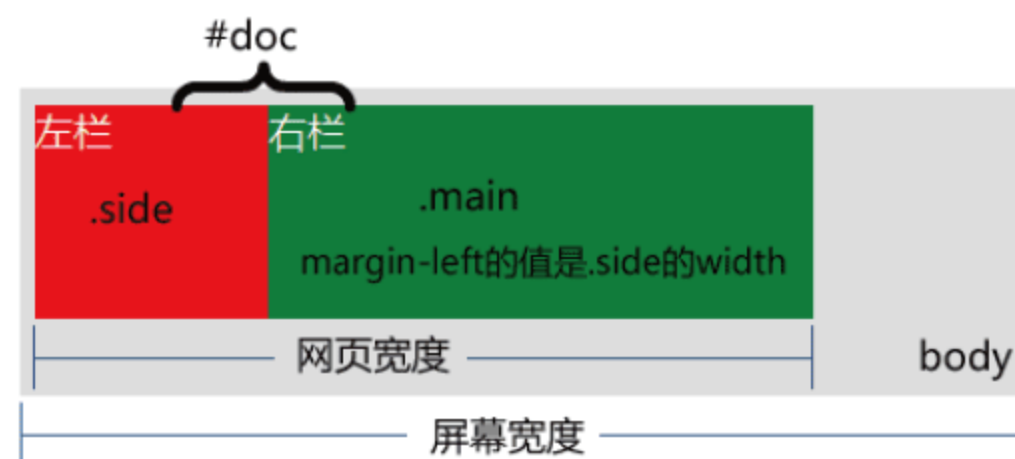 #doc
左栏
右栏
.side
.main
margin-left的值是.side的width
网页宽度
body
屏幕宽度